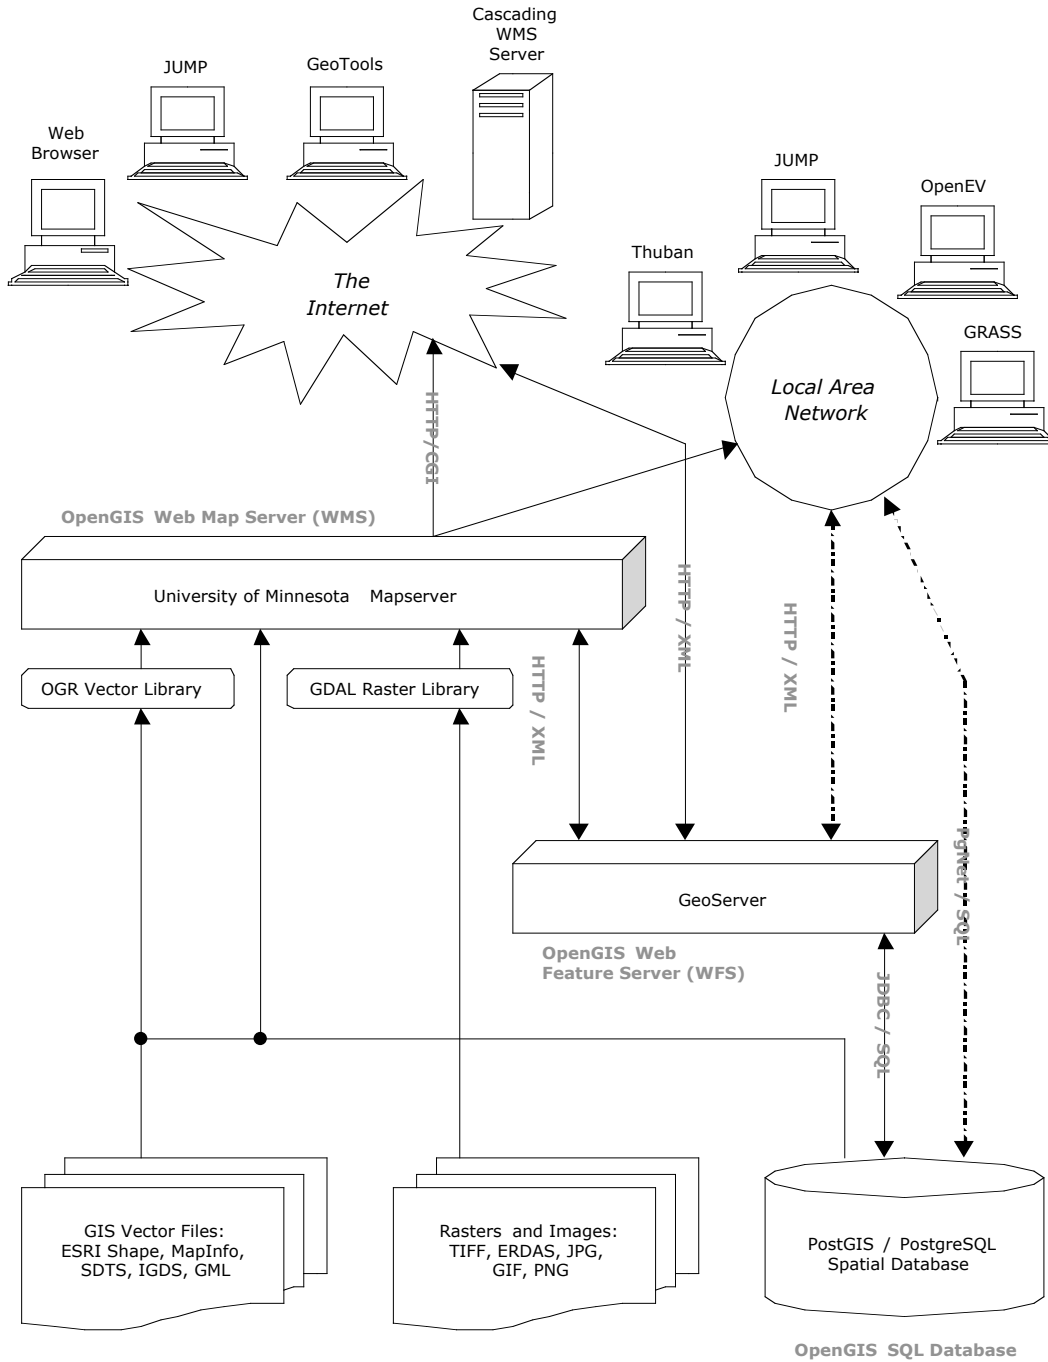 Cascading
WMS
Server
JUMP
GeoTools
Web
Browser
JUMP
OpenEV
Thuban
GRASS
The
Internet
Local Area
Network
HTTP/CGI
OpenGIS Web Map Server (WMS)
University of Minnesota Mapserver
HTTP / XML
HTTP / XML
HTTP / XML
OGR Vector Library
GDAL Raster Library
GeoServer
PgNet / SQL
OpenGIS Web
Feature Server (WFS)
JDBC / SQL
GIS Vector Files:
ESRI Shape, MapInfo,
SDTS, IGDS, GML
Rasters and Images:
TIFF, ERDAS, JPG,
GIF, PNG
PostGIS / PostgreSQL
Spatial Database
OpenGIS SQL Database